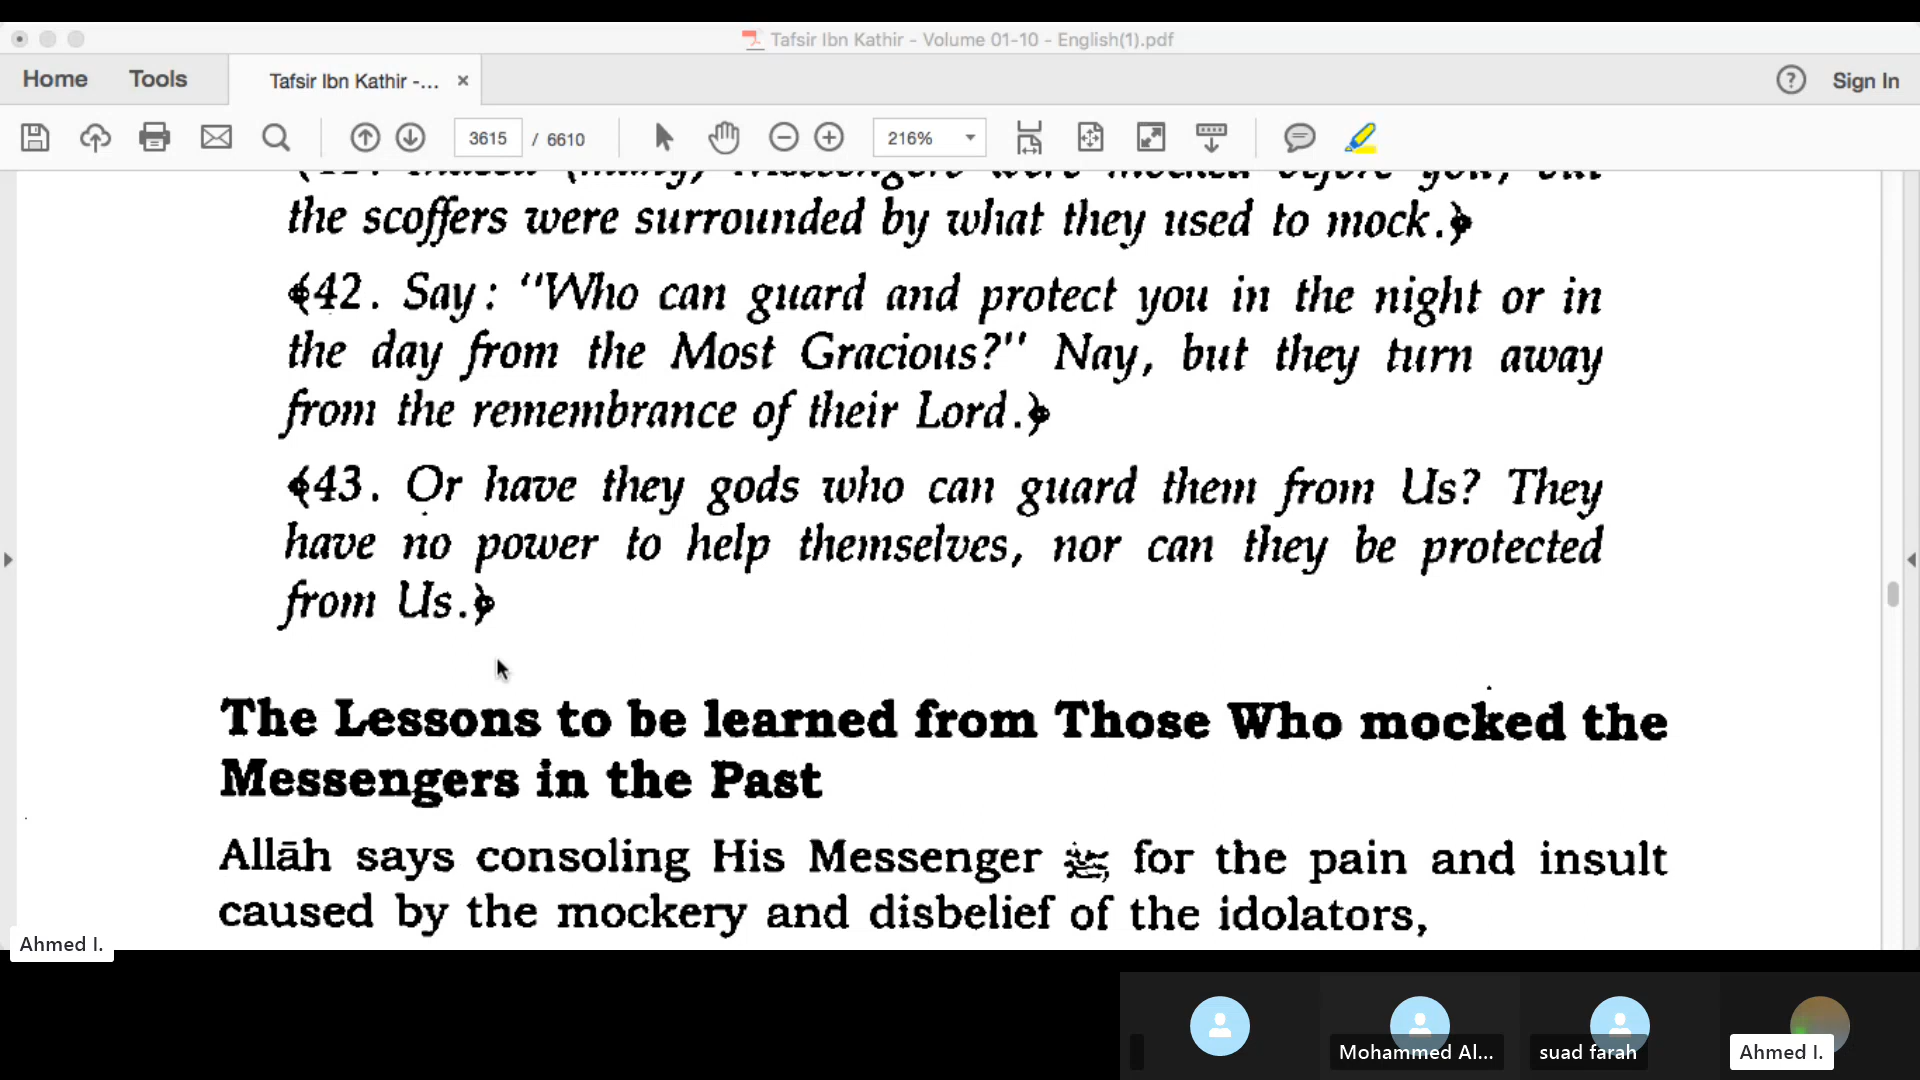 Tafsir Ibn Kathir - Volume 01-10 - English(1).pdf
Home Tools Tafsir Ibn Kathir -... × ? Sign In
3615 / 6610 216%
Messengers were mocked before you, but
the scoffers were surrounded by what they used to mock.﴿
﴾42. Say: "Who can guard and protect you in the night or in
the day from the Most Gracious?" Nay, but they turn away
from the remembrance of their Lord.﴿
﴾43. Or have they gods who can guard them from Us? They
have no power to help themselves, nor can they be protected
from Us.﴿
The Lessons to be learned from Those Who mocked the
Messengers in the Past
Allāh says consoling His Messenger ﷺ for the pain and insult
caused by the mockery and disbelief of the idolators,
Ahmed I.
Mohammed Al... suad farah Ahmed I.